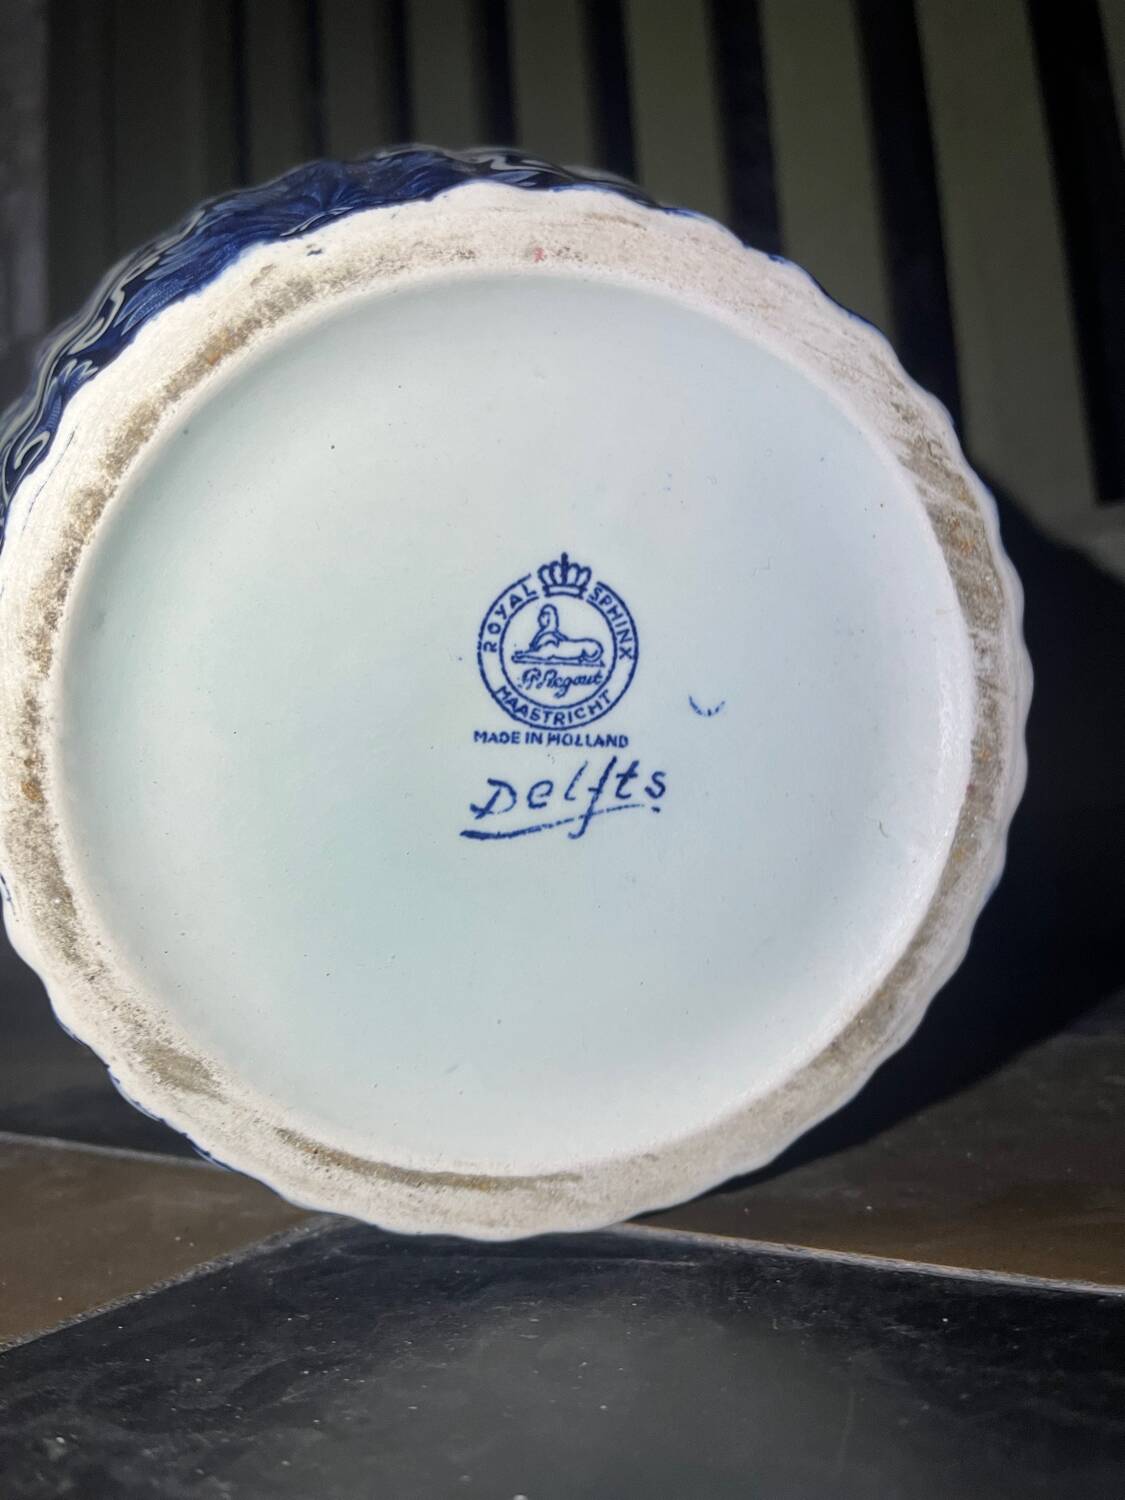 ROYAL SPHINX
P. Regout
MAASTRICHT
MADE IN HOLLAND
Delfts